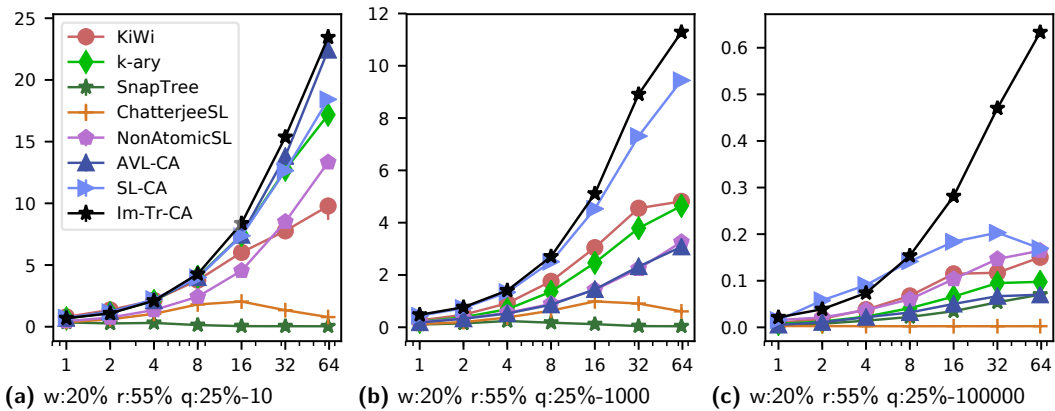 25
20
15
10
5
0
KiWi
k-ary
SnapTree
ChatterjeeSL
NonAtomicSL
AVL-CA
SL-CA
Im-Tr-CA
1 2 4 8 16 32 64
(a) w:20% r:55% q:25%-10
12
10
8
6
4
2
0
1 2 4 8 16 32 64
(b) w:20% r:55% q:25%-1000
0.6
0.5
0.4
0.3
0.2
0.1
0.0
1 2 4 8 16 32 64
(c) w:20% r:55% q:25%-100000